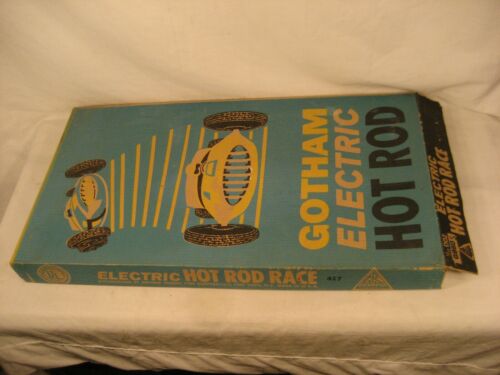 GOTHAM
ELECTRIC
HOT ROD
ELECTRIC
HOT ROD RACE
ELECTRIC HOT ROD RACE